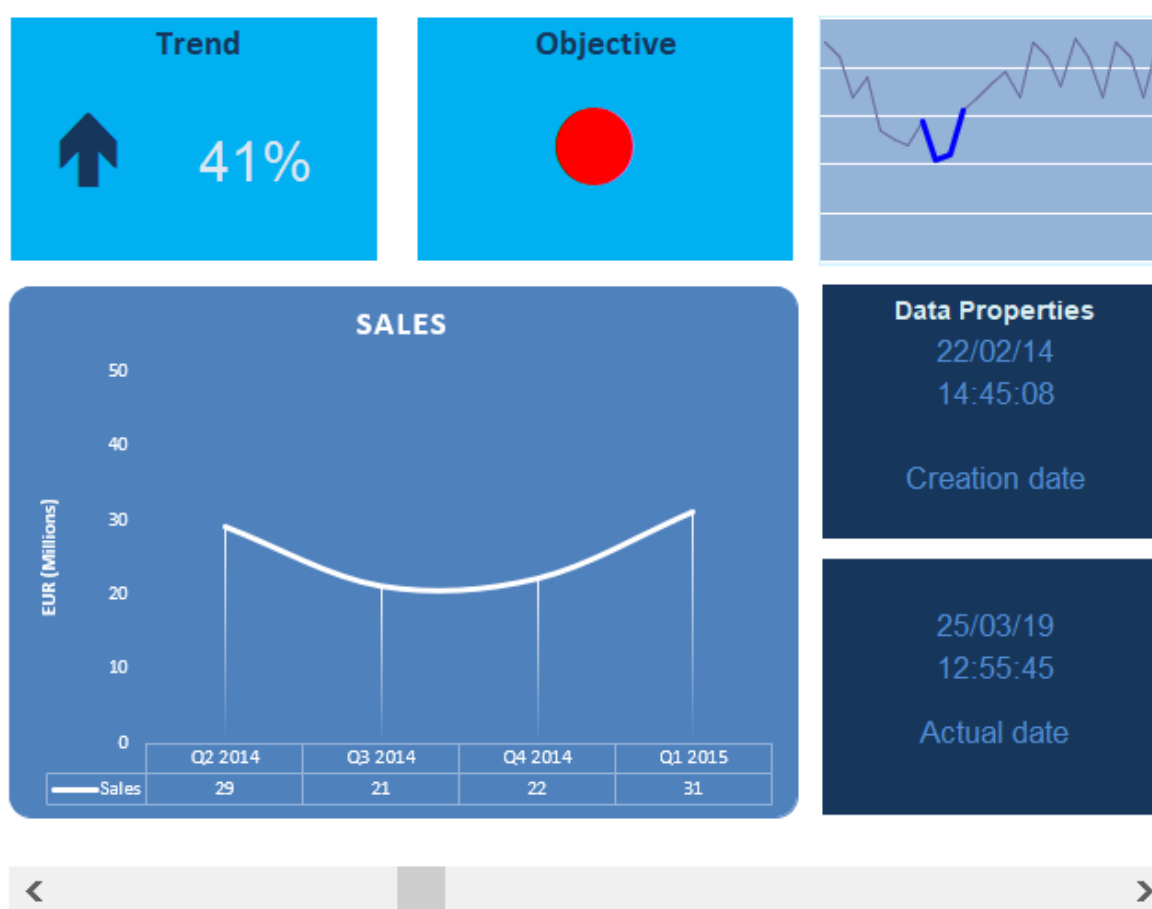 Trend
41%
Objective
SALES
50
40
30
20
10
0
EUR (Millions)
Q2 2014 Q3 2014 Q4 2014 Q1 2015
Sales 29 21 22 31
Data Properties
22/02/14
14:45:08
Creation date
25/03/19
12:55:45
Actual date